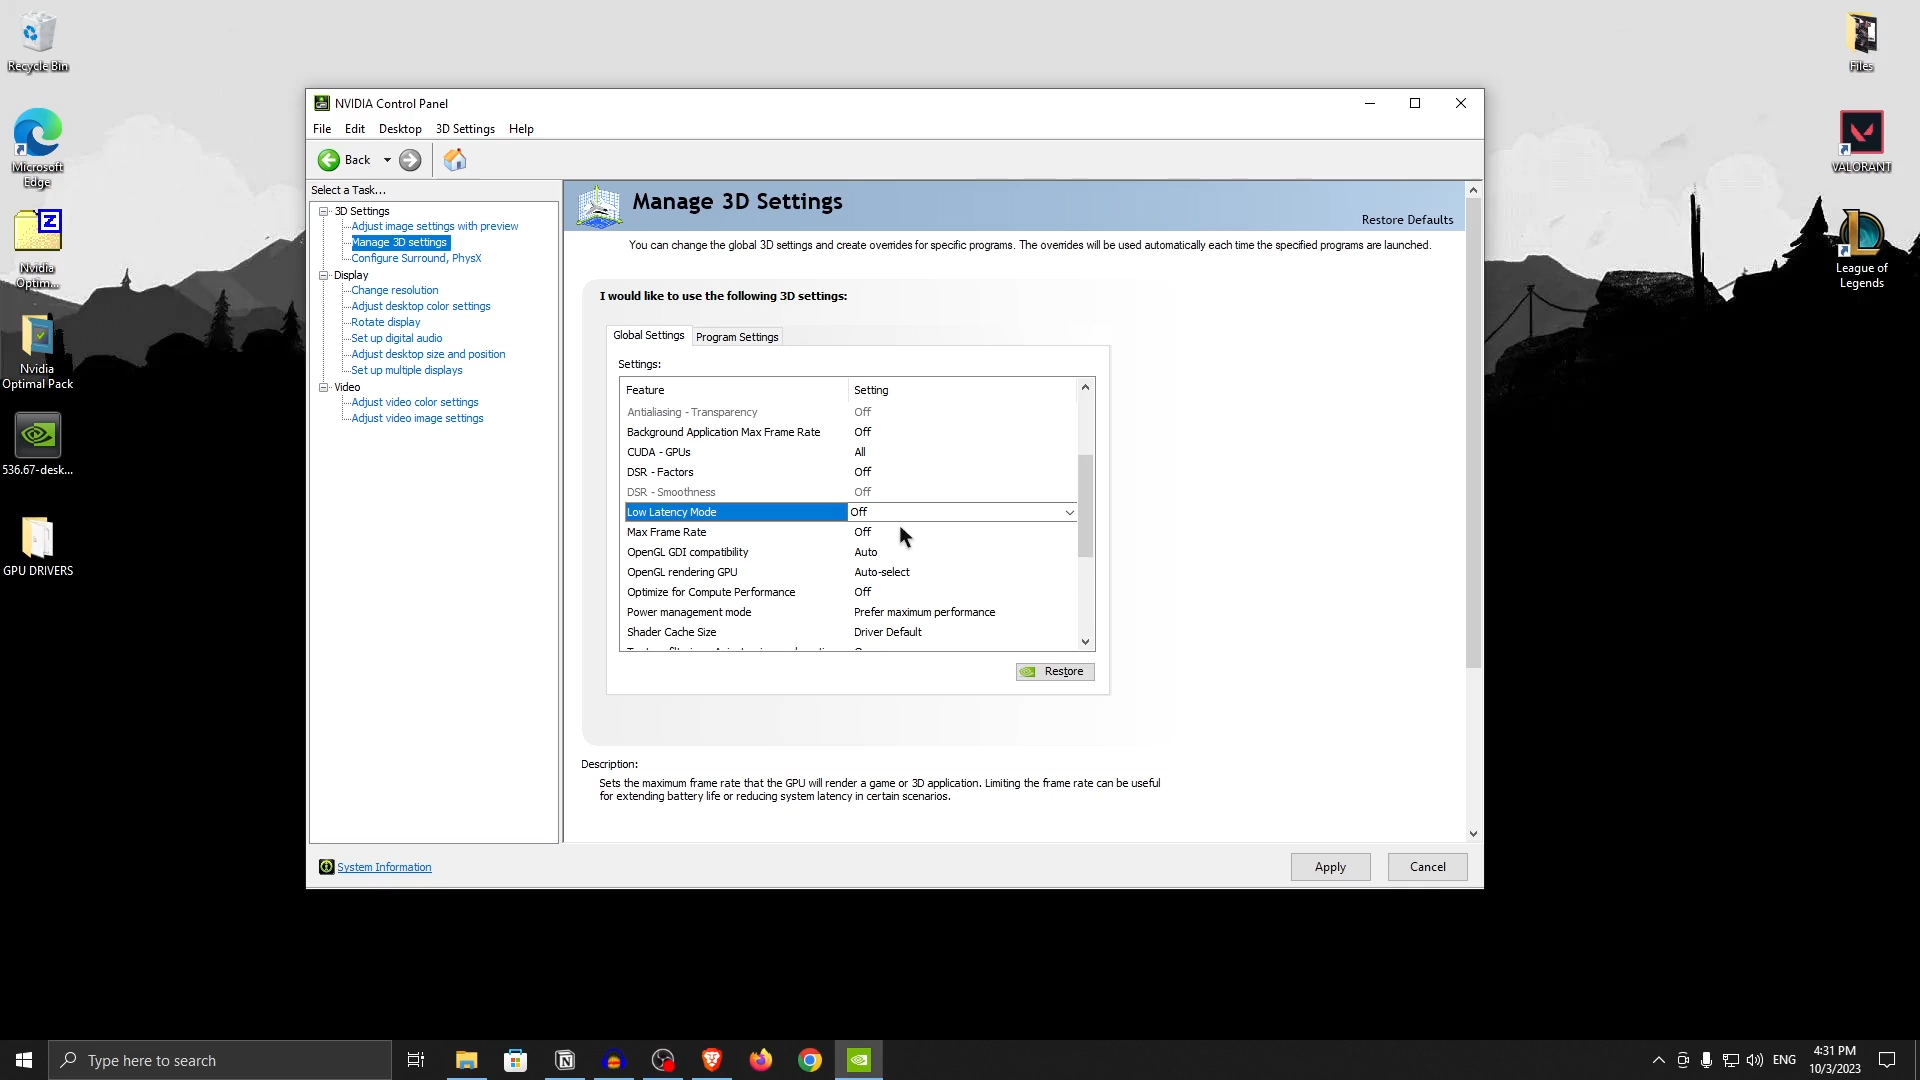 Recycle Bin
Microsoft
Edge
Nvidia
Optim...
Nvidia
Optimal Pack
536.67-desk...
GPU DRIVERS
Files
VALORANT
League of
Legends
NVIDIA Control Panel
File Edit Desktop 3D Settings Help
Back
Select a Task...
3D Settings
Adjust image settings with preview
Manage 3D settings
Configure Surround, PhysX
Display
Change resolution
Adjust desktop color settings
Rotate display
Set up digital audio
Adjust desktop size and position
Set up multiple displays
Video
Adjust video color settings
Adjust video image settings
System Information
Manage 3D Settings
Restore Defaults
You can change the global 3D settings and create overrides for specific programs. The overrides will be used automatically each time the specified programs are launched.
I would like to use the following 3D settings:
Global Settings Program Settings
Settings:
Feature Setting
Antialiasing - Transparency Off
Background Application Max Frame Rate Off
CUDA - GPUs All
DSR - Factors Off
DSR - Smoothness Off
Low Latency Mode Off
Max Frame Rate Off
OpenGL GDI compatibility Auto
OpenGL rendering GPU Auto-select
Optimize for Compute Performance Off
Power management mode Prefer maximum performance
Shader Cache Size Driver Default
Restore
Description:
Sets the maximum frame rate that the GPU will render a game or 3D application. Limiting the frame rate can be useful
for extending battery life or reducing system latency in certain scenarios.
Apply Cancel
Type here to search
ENG
4:31 PM
10/3/2023